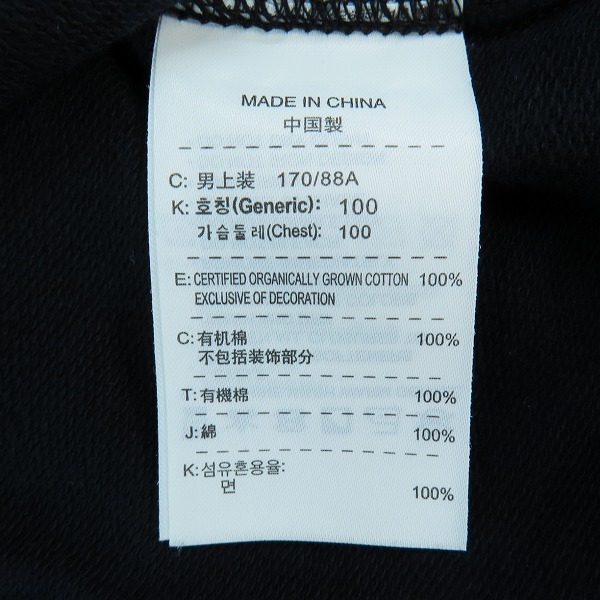 MADE IN CHINA
中国製
C: 男上装 170/88A
K: 호칭(Generic): 100
가슴둘레(Chest): 100
E: CERTIFIED ORGANICALLY GROWN COTTON 100%
EXCLUSIVE OF DECORATION
C: 有机棉 100%
不包括装饰部分
T: 有機棉 100%
J: 綿 100%
K: 섬유혼용율:
면 100%